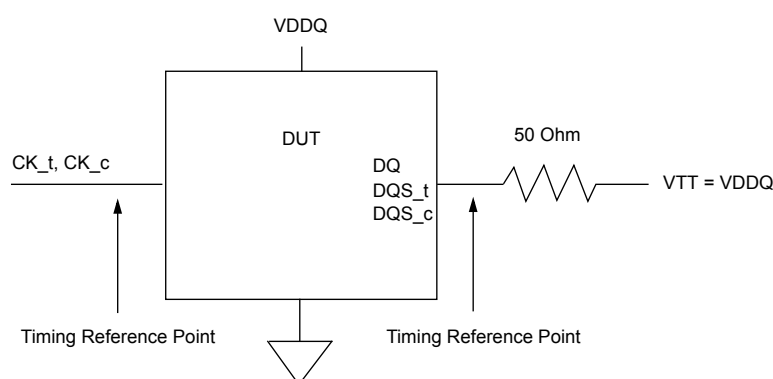 VDDQ
DUT
50 Ohm
CK_t, CK_c
DQ
DQS_t
DQS_c
VTT = VDDQ
Timing Reference Point
Timing Reference Point